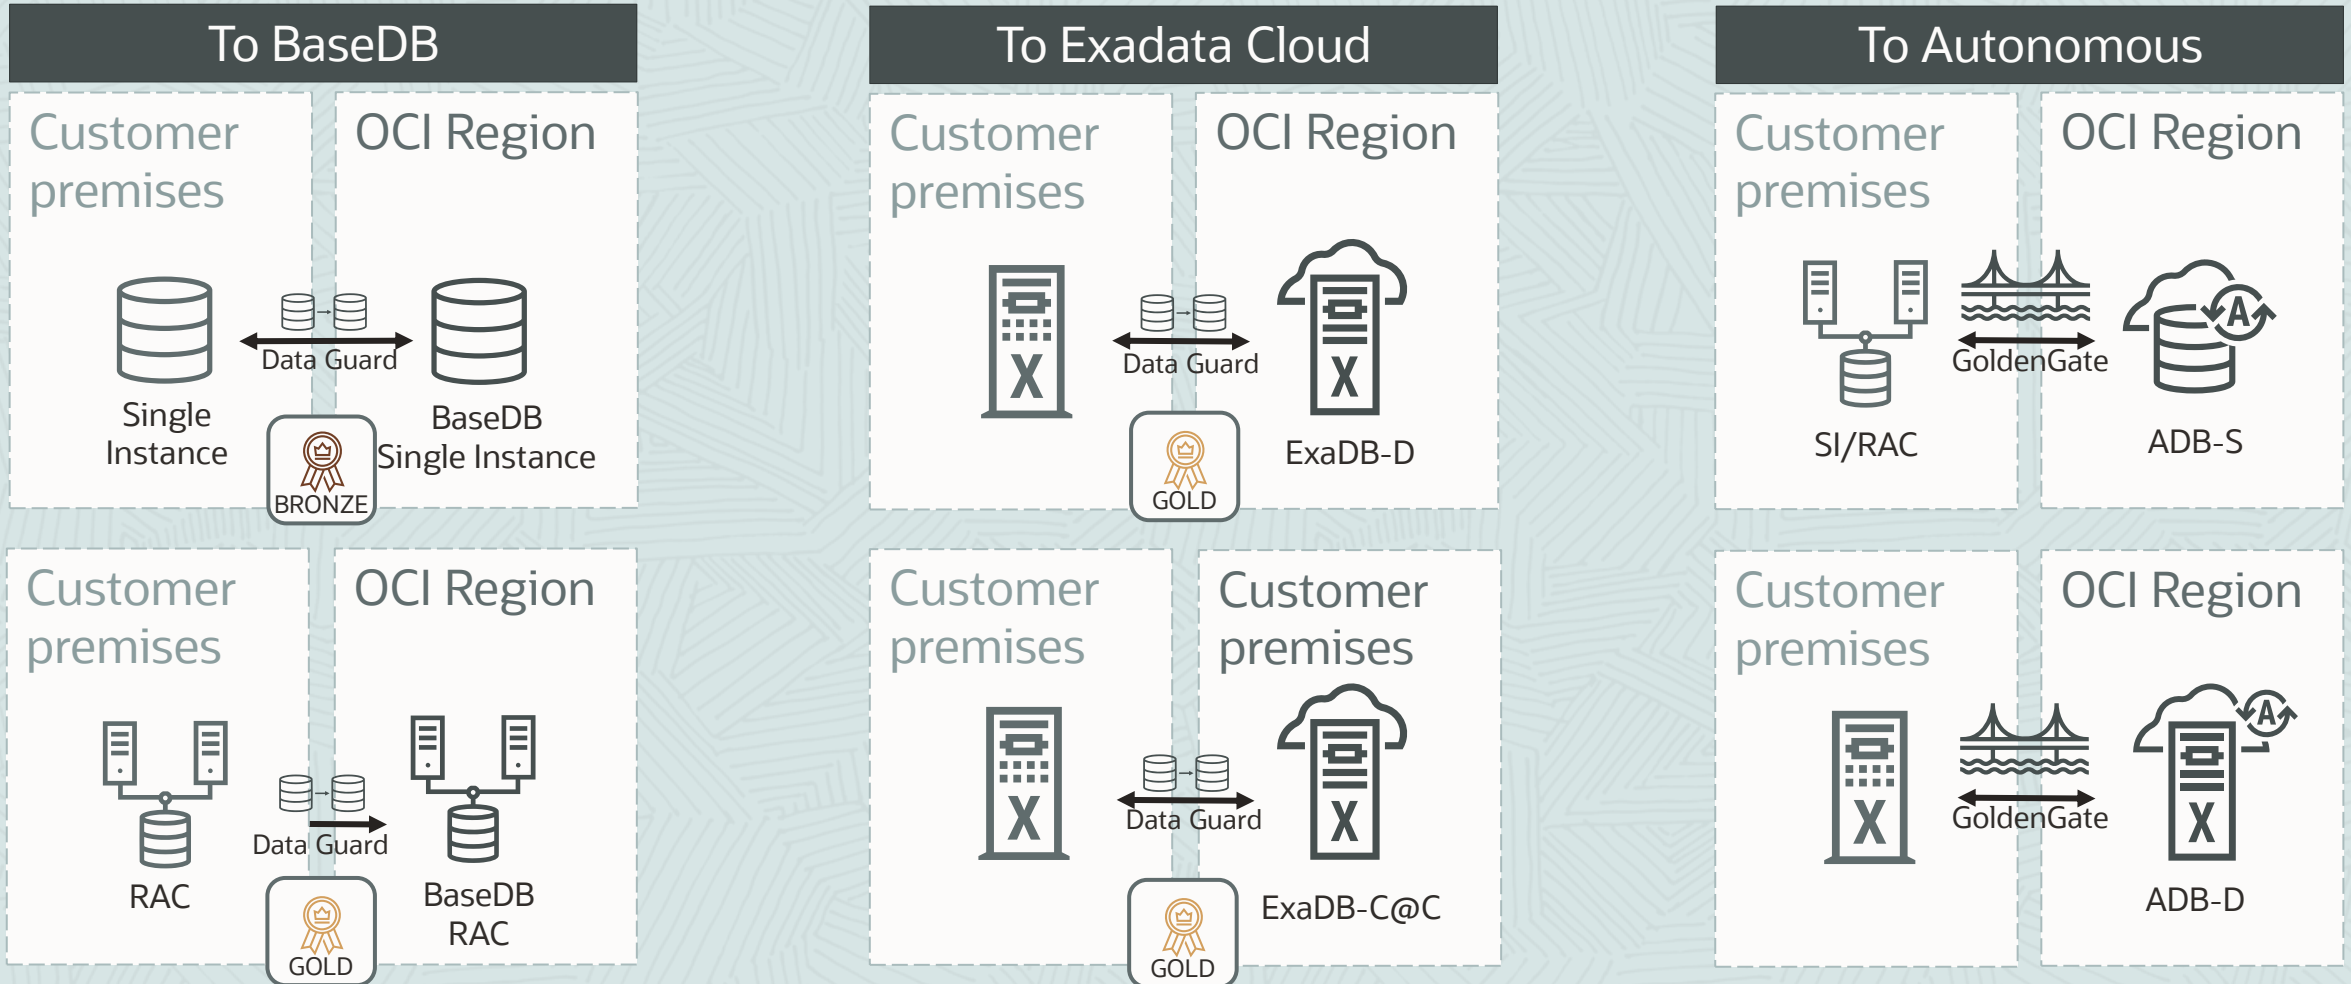 To BaseDB
Customer
premises
OCI Region
Data Guard
Single
Instance
BaseDB
Single Instance
BRONZE
Customer
premises
OCI Region
Data Guard
RAC
BaseDB
RAC
GOLD
To Exadata Cloud
Customer
premises
OCI Region
X
Data Guard
X
ExaDB-D
GOLD
Customer
premises
Customer
premises
X
Data Guard
X
ExaDB-C@C
GOLD
To Autonomous
Customer
premises
OCI Region
GoldenGate
A
SI/RAC
ADB-S
Customer
premises
OCI Region
A
X
GoldenGate
X
ADB-D